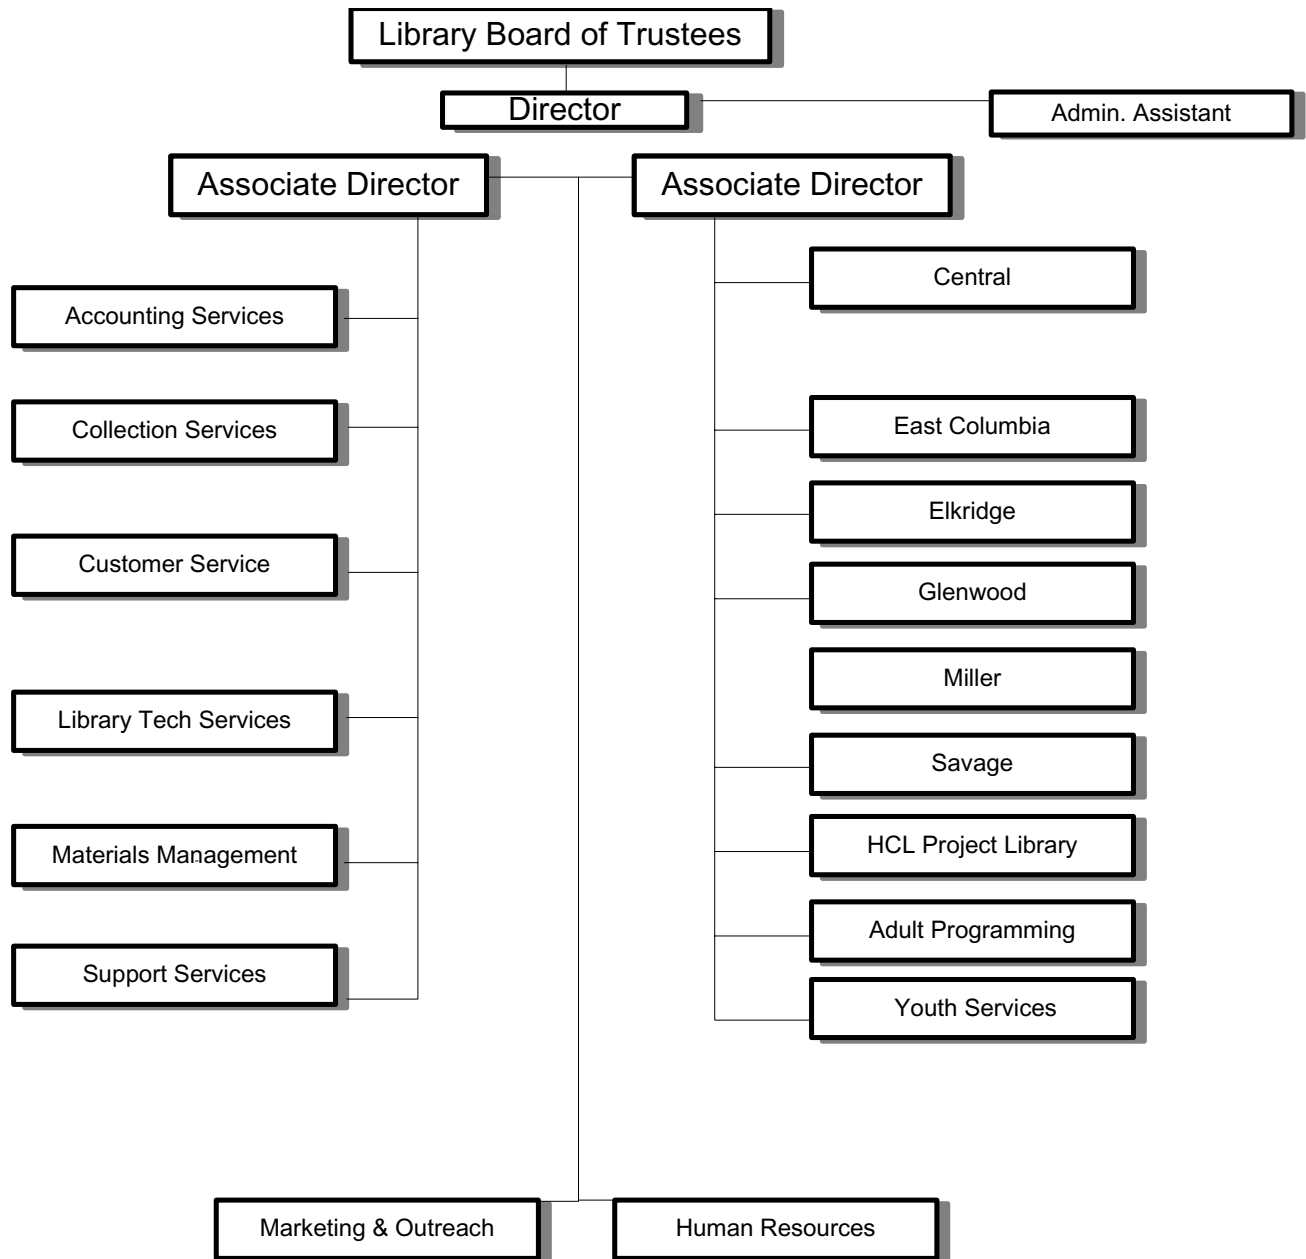 Library Board of Trustees
Director
Admin. Assistant
Associate Director
Associate Director
Accounting Services
Collection Services
Customer Service
Library Tech Services
Materials Management
Support Services
Central
East Columbia
Elkridge
Glenwood
Miller
Savage
HCL Project Library
Adult Programming
Youth Services
Marketing & Outreach
Human Resources